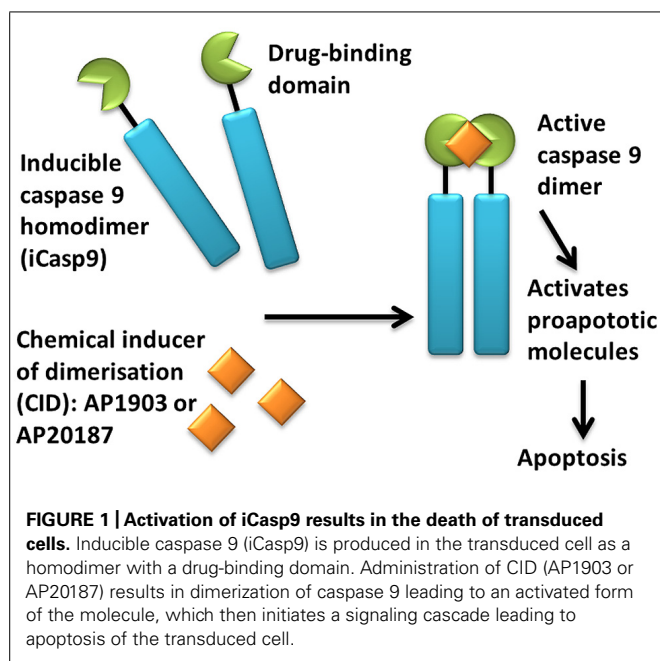 Drug-binding
domain
Inducible
caspase 9
homodimer
(iCasp9)
Active
caspase 9
dimer
Activates
proapototic
molecules
Chemical inducer
of dimerisation
(CID): AP1903 or
AP20187
Apoptosis
FIGURE 1 | Activation of iCasp9 results in the death of transduced
cells. Inducible caspase 9 (iCasp9) is produced in the transduced cell as a
homodimer with a drug-binding domain. Administration of CID (AP1903 or
AP20187) results in dimerization of caspase 9 leading to an activated form
of the molecule, which then initiates a signaling cascade leading to
apoptosis of the transduced cell.